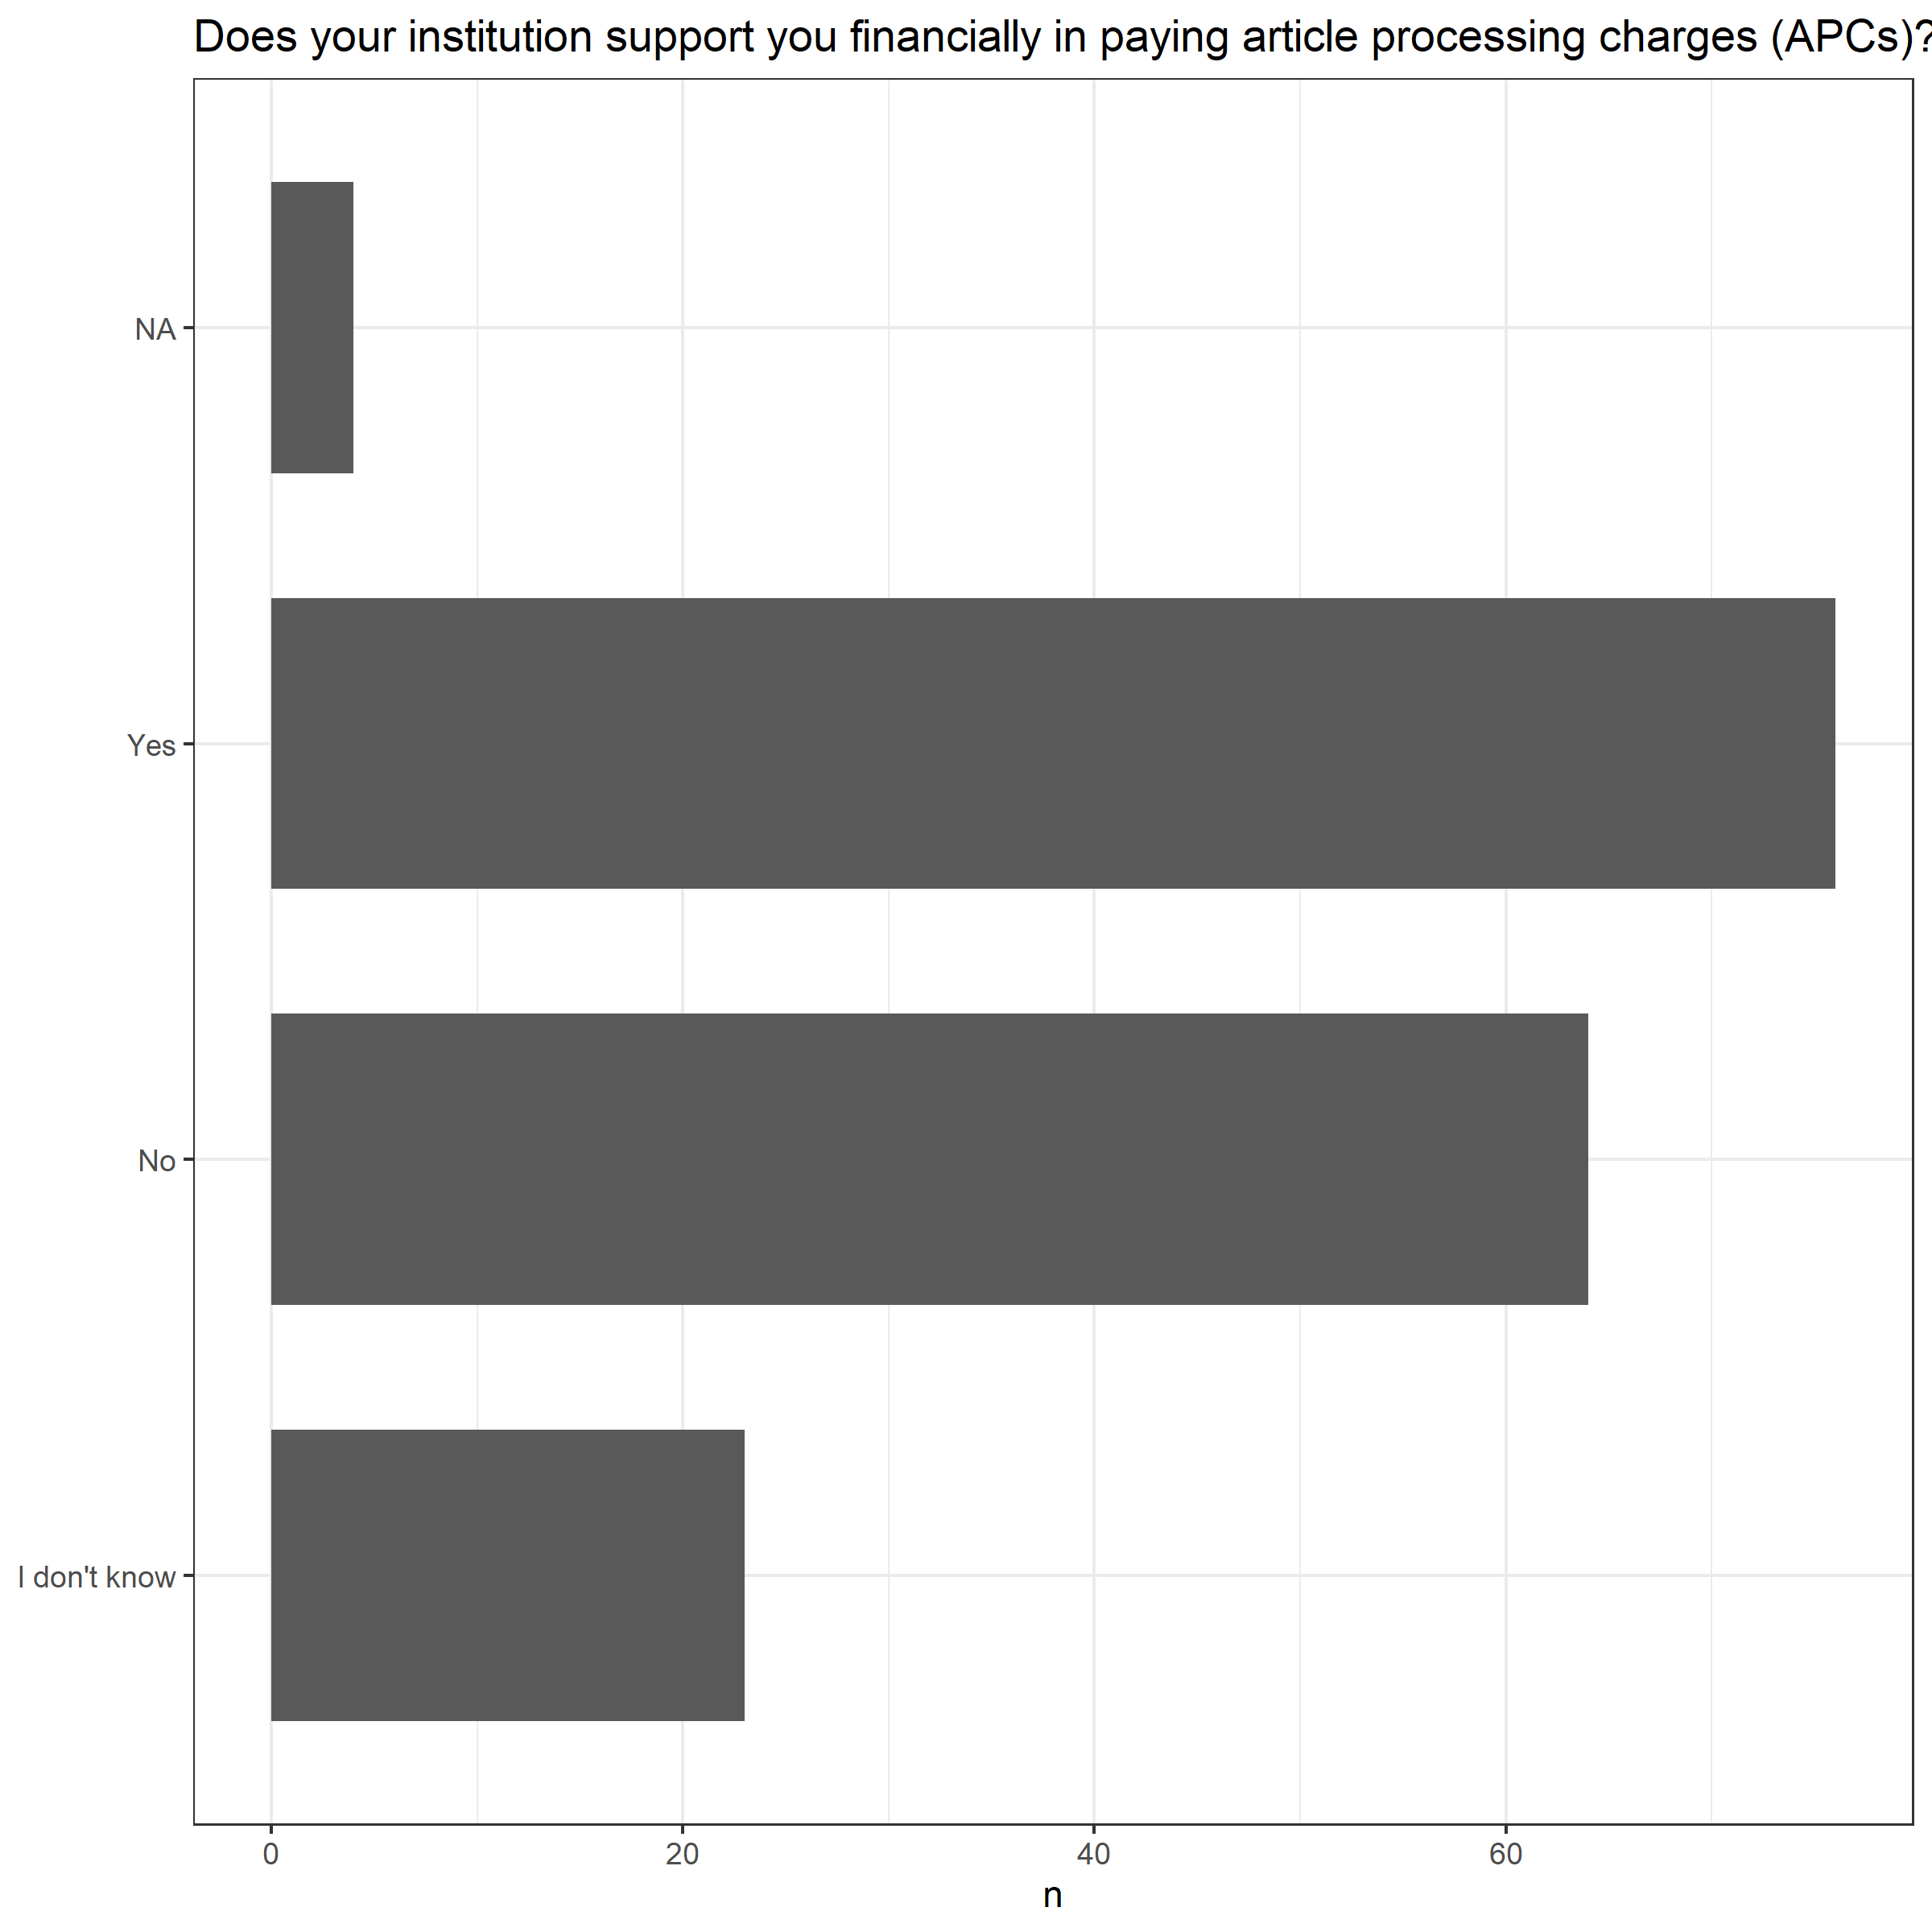 Does your institution support you financially in paying article processing charges (APCs)?
NA
Yes
No
I don't know
0 20 40 60
n